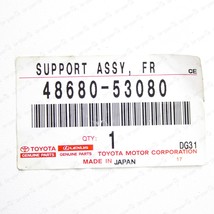 SUPPORT ASSY, FR
CE
48680-53080
QTY.
1
DG31
TOYOTA LEXUS
GENUINE PARTS GENUINE PARTS
TOYOTA MOTOR CORPORATION
MADE IN JAPAN
17